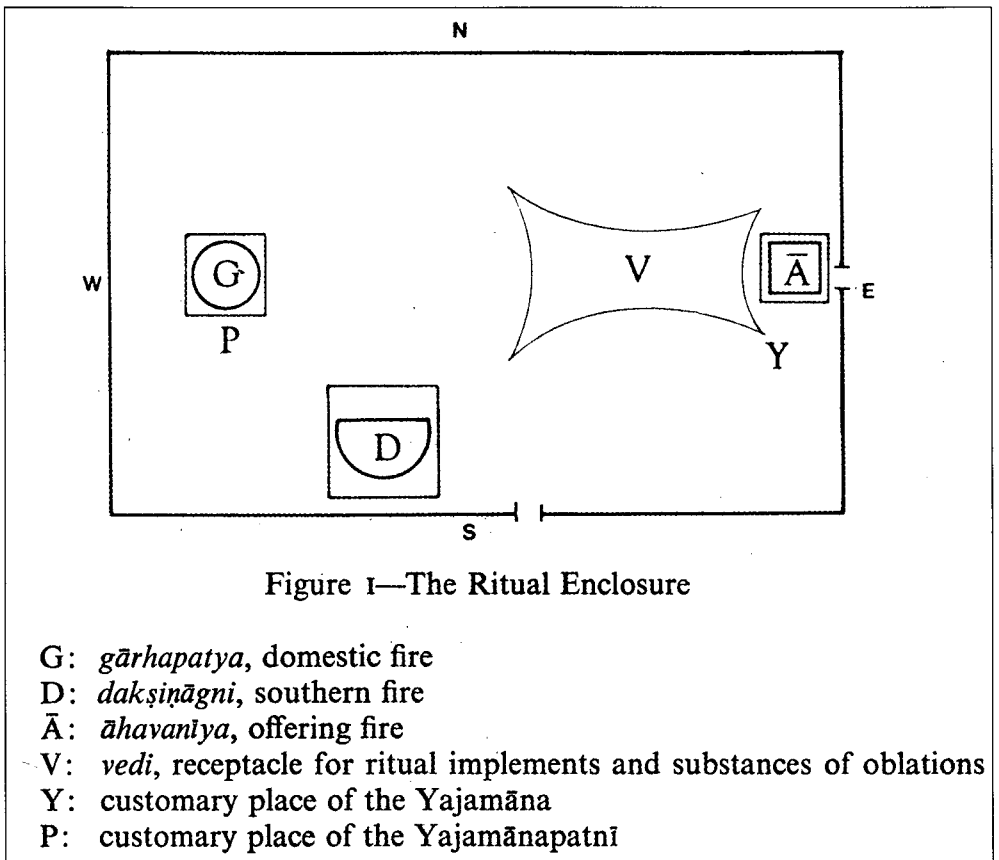 N
W
G
P
V
Ā
E
Y
D
S
Figure I—The Ritual Enclosure
G: gārhapatya, domestic fire
D: dakṣiṇāgni, southern fire
Ā: āhavanīya, offering fire
V: vedi, receptacle for ritual implements and substances of oblations
Y: customary place of the Yajamāna
P: customary place of the Yajamānapatnī